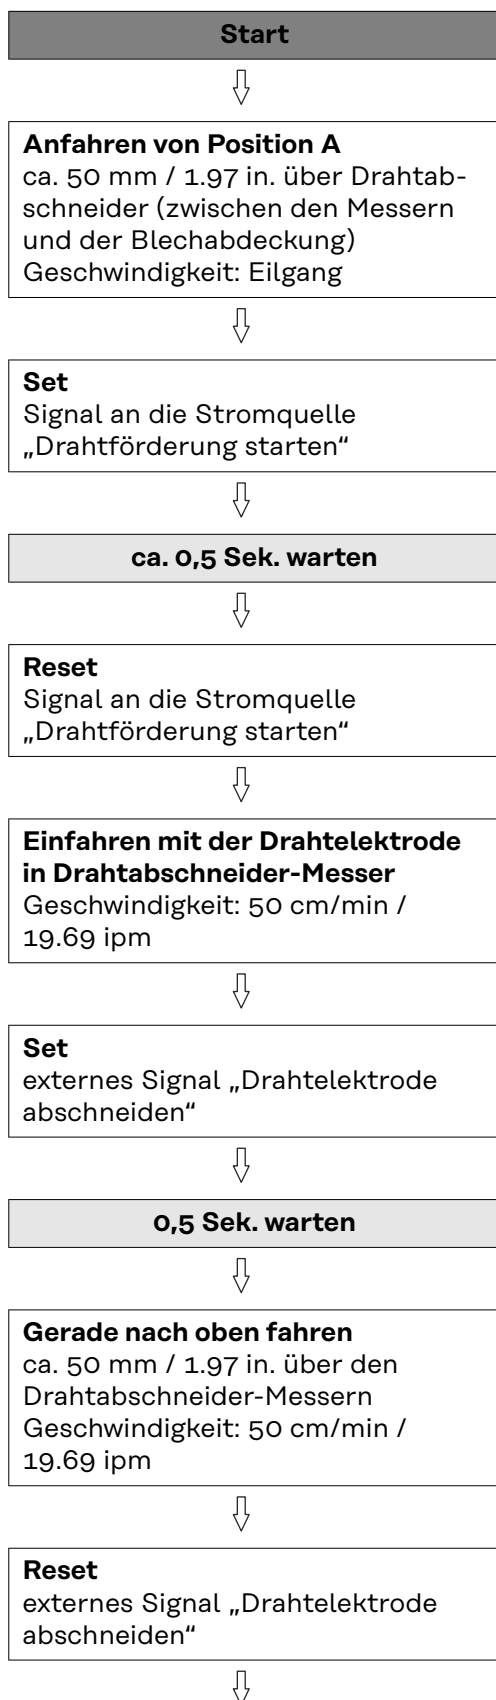 Start
Anfahren von Position A
ca. 50 mm / 1.97 in. über Drahtab-
schneider (zwischen den Messern
und der Blechabdeckung)
Geschwindigkeit: Eilgang
Set
Signal an die Stromquelle
„Drahtförderung starten“
ca. 0,5 Sek. warten
Reset
Signal an die Stromquelle
„Drahtförderung starten“
Einfahren mit der Drahtelektrode
in Drahtabschneider-Messer
Geschwindigkeit: 50 cm/min /
19.69 ipm
Set
externes Signal „Drahtelektrode
abschneiden“
0,5 Sek. warten
Gerade nach oben fahren
ca. 50 mm / 1.97 in. über den
Drahtabschneider-Messern
Geschwindigkeit: 50 cm/min /
19.69 ipm
Reset
externes Signal „Drahtelektrode
abschneiden“